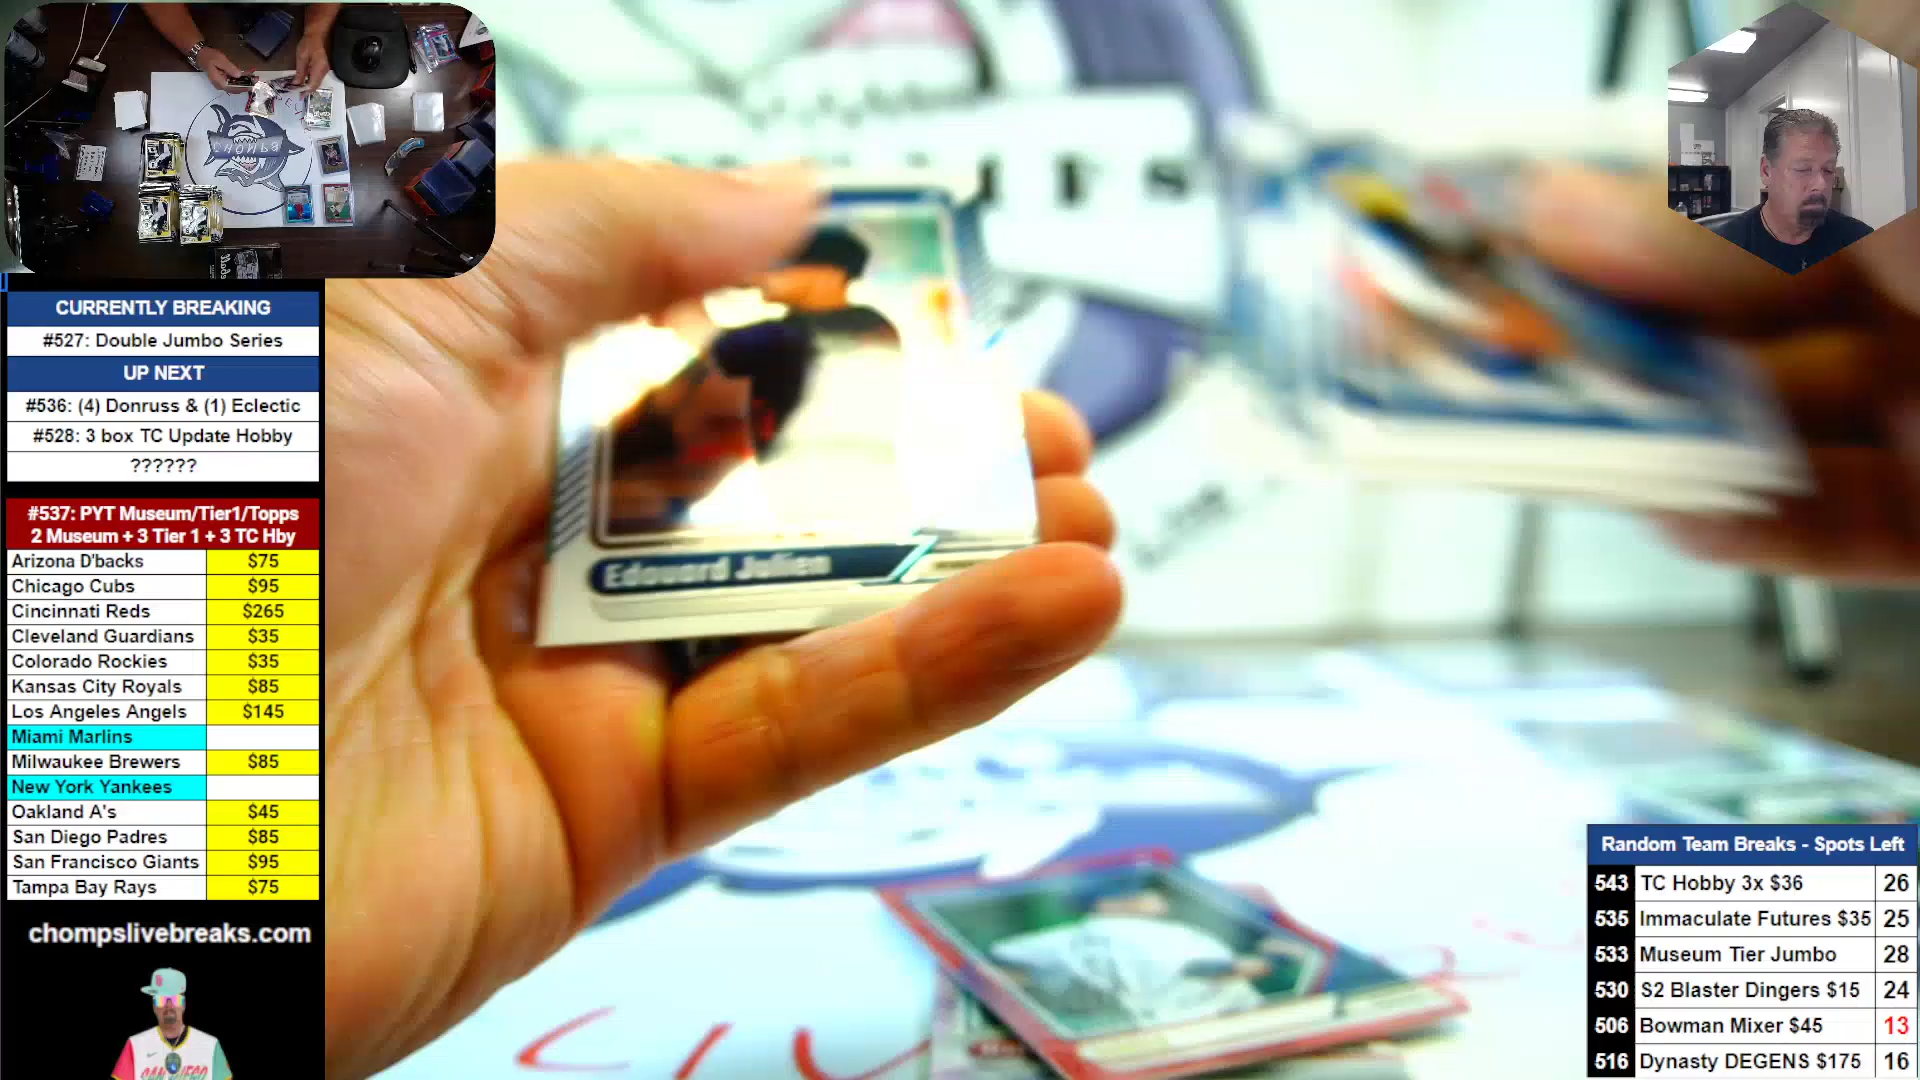 CHOMPS
CURRENTLY BREAKING
#527: Double Jumbo Series
UP NEXT
#536: (4) Donruss & (1) Eclectic
#528: 3 box TC Update Hobby
??????
#537: PYT Museum/Tier1/Topps
2 Museum + 3 Tier 1 + 3 TC Hby
Arizona D'backs $75
Chicago Cubs $95
Cincinnati Reds $265
Cleveland Guardians $35
Colorado Rockies $35
Kansas City Royals $85
Los Angeles Angels $145
Miami Marlins
Milwaukee Brewers $85
New York Yankees
Oakland A's $45
San Diego Padres $85
San Francisco Giants $95
Tampa Bay Rays $75
chompslivebreaks.com
Edouard Julien
Random Team Breaks - Spots Left
543 TC Hobby 3x $36 26
535 Immaculate Futures $35 25
533 Museum Tier Jumbo 28
530 S2 Blaster Dingers $15 24
506 Bowman Mixer $45 13
516 Dynasty DEGENS $175 16